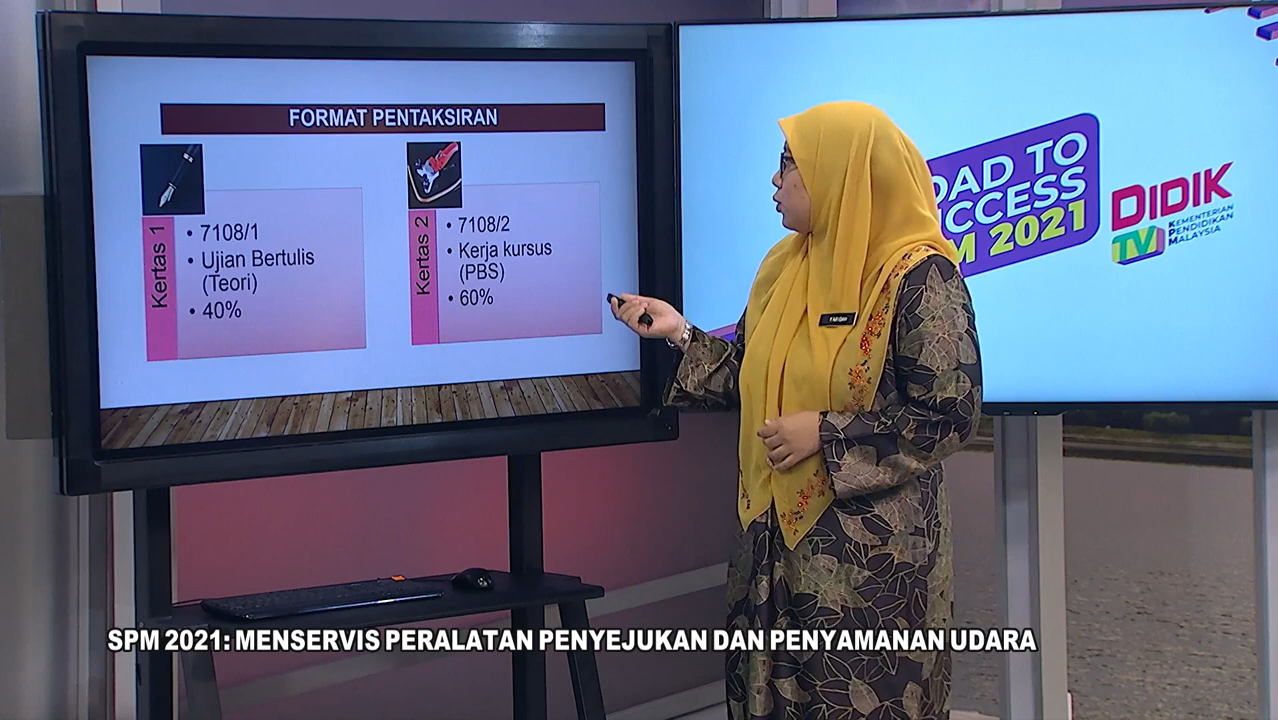 FORMAT PENTAKSIRAN
Kertas 1
• 7108/1
• Ujian Bertulis
(Teori)
• 40%
Kertas 2
• 7108/2
• Kerja kursus
(PBS)
• 60%
OAD TO
CCESS
M 2021
DIDIK
TV
KEMENTERIAN
PENDIDIKAN
MALAYSIA
SPM 2021: MENSERVIS PERALATAN PENYEJUKAN DAN PENYAMANAN UDARA